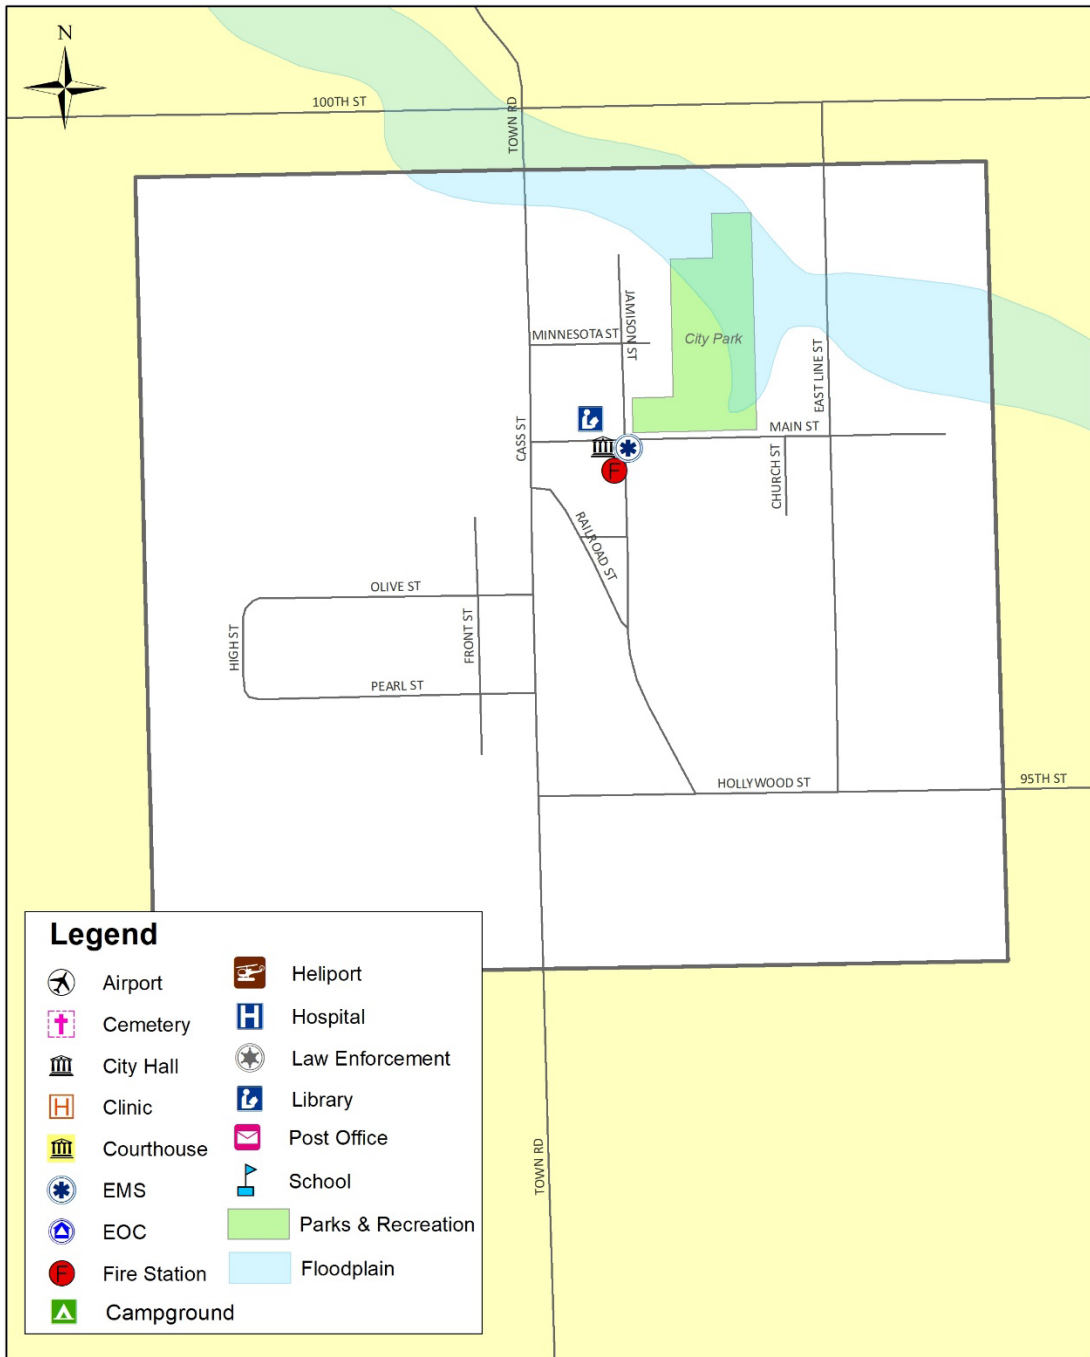 N
100TH ST
TOWN RD
JAMISON ST
MINNESOTA ST
City Park
EAST LINE ST
MAIN ST
CASS ST
CHURCH ST
F
RAILROAD ST
OLIVE ST
FRONT ST
HIGH ST
PEARL ST
HOLLYWOOD ST
95TH ST
TOWN RD
Legend
Airport
Cemetery
City Hall
H Clinic
Courthouse
EMS
EOC
F Fire Station
Campground
Heliport
H Hospital
Law Enforcement
Library
Post Office
School
Parks & Recreation
Floodplain